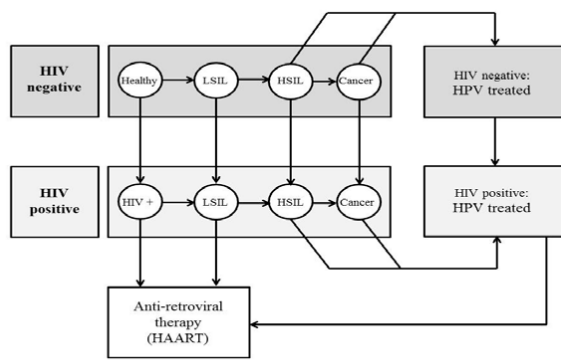 HIV
negative
Healthy
LSIL
HSIL
Cancer
HIV negative:
HPV treated
HIV
positive
HIV +
LSIL
HSIL
Cancer
HIV positive:
HPV treated
Anti-retroviral
therapy
(HAART)